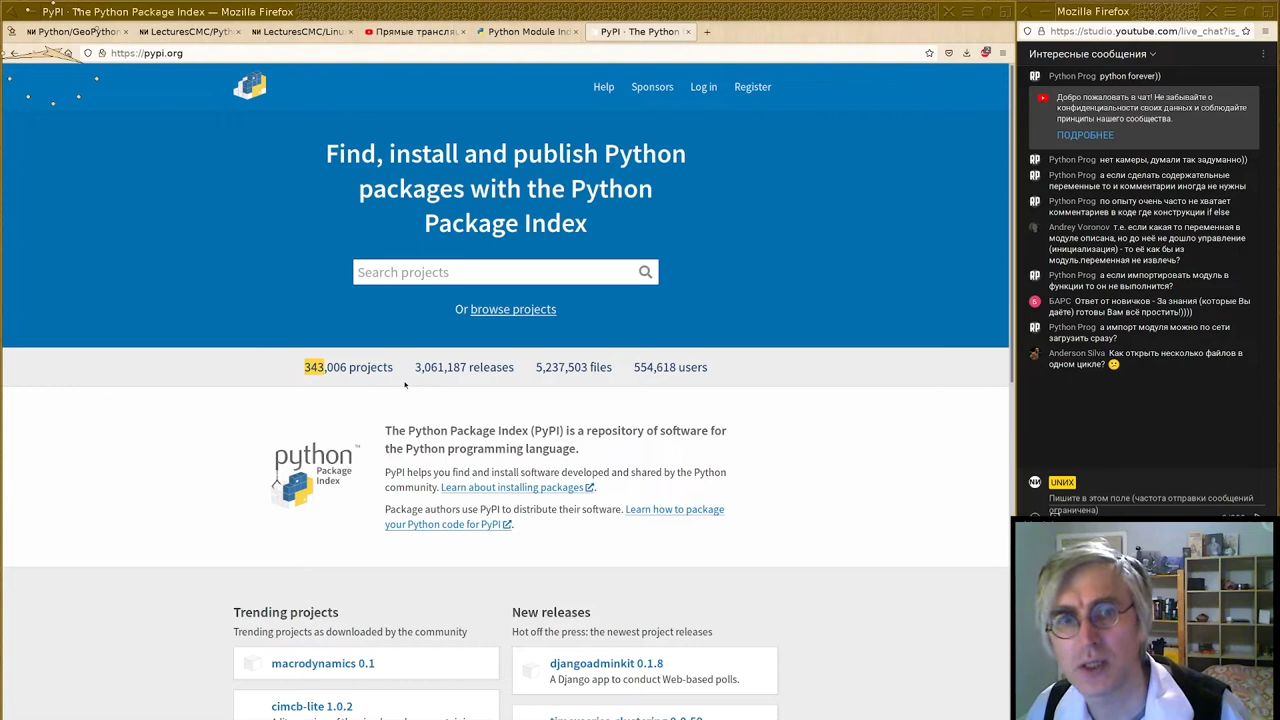 PyPI · The Python Package Index — Mozilla Firefox
Mozilla Firefox
Python/GeoPython
LecturesCMC/Pyth
LecturesCMC/Linu
Прямые трансляц
Python Module Ind
PyPI · The Python
https://pypi.org
https://studio.youtube.com/live_chat?is_
Help
Sponsors
Log in
Register
Find, install and publish Python
packages with the Python
Package Index
Search projects
Or browse projects
343,006 projects
3,061,187 releases
5,237,503 files
554,618 users
python
Package
Index
The Python Package Index (PyPI) is a repository of software for
the Python programming language.
PyPI helps you find and install software developed and shared by the Python
community. Learn about installing packages.
Package authors use PyPI to distribute their software. Learn how to package
your Python code for PyPI.
Trending projects
Trending projects as downloaded by the community
macrodynamics 0.1
cimcb-lite 1.0.2
New releases
Hot off the press: the newest project releases
djangoadminkit 0.1.8
A Django app to conduct Web-based polls.
Интересные сообщения
Python Prog python forever))
Добро пожаловать в чат! Не забывайте о
конфиденциальности своих данных и соблюдайте
принципы нашего сообщества.
ПОДРОБНЕЕ
Python Prog нет камеры, думали так задуманно))
Python Prog а если сделать содержательные
переменные то и комментарии иногда не нужны
Python Prog по опыту очень часто не хватает
комментариев в коде где конструкции if else
Andrey Voronov т.е. если какая то переменная в
модуле описана, но до неё не дошло управление
(инициализация) - то её как бы из
модуль.переменная не извлечь?
Python Prog а если импортировать модуль в
функции то он не выполнится?
БАРС Ответ от новичков - За знания (которые Вы
даёте) готовы Вам всё простить!))))
Python Prog а импорт модуля можно по сети
загрузить сразу?
Anderson Silva Как открыть несколько файлов в
одном цикле?
UNИX
Пишите в этом поле (частота отправки сообщений
ограничена)